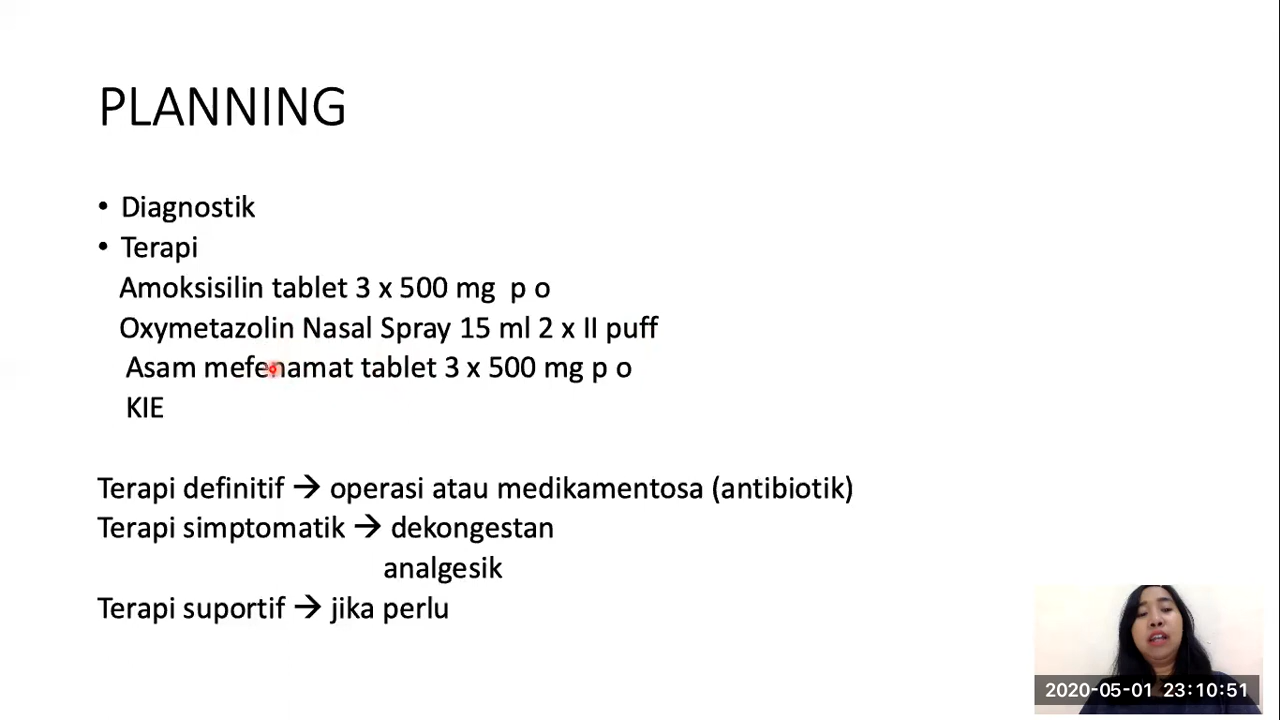 PLANNING
• Diagnostik
• Terapi
Amoksisilin tablet 3 x 500 mg p o
Oxymetazolin Nasal Spray 15 ml 2 x II puff
Asam mefenamat tablet 3 x 500 mg p o
KIE
Terapi definitif → operasi atau medikamentosa (antibiotik)
Terapi simptomatik → dekongestan
analgesik
Terapi suportif → jika perlu
2020-05-01 23:10:51